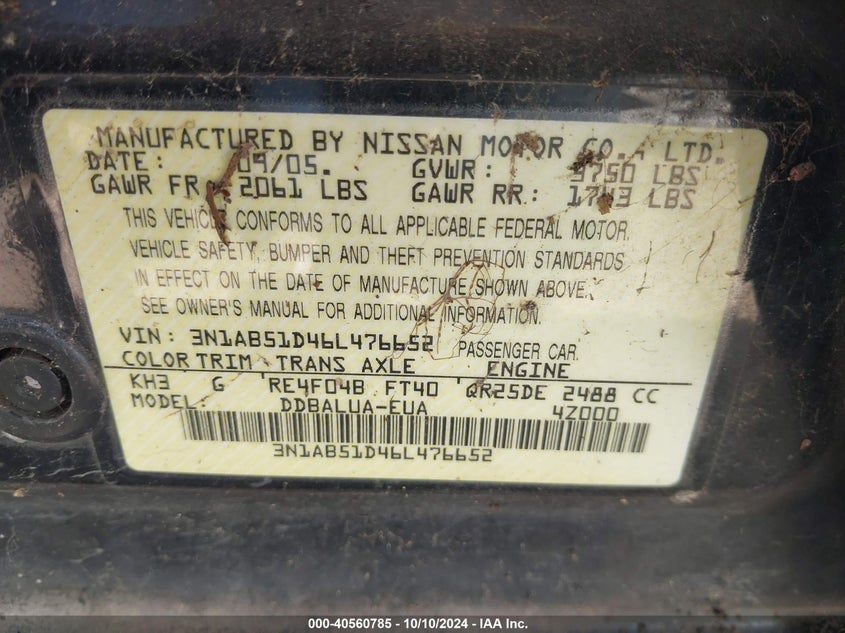 MANUFACTURED BY NISSAN MOTOR CO., LTD.
DATE: 09/05. GVWR: 3750 LBS
GAWR FR: 2061 LBS GAWR RR: 1743 LBS
THIS VEHICLE CONFORMS TO ALL APPLICABLE FEDERAL MOTOR
VEHICLE SAFETY, BUMPER AND THEFT PREVENTION STANDARDS
IN EFFECT ON THE DATE OF MANUFACTURE SHOWN ABOVE.
SEE OWNER'S MANUAL FOR ADDITIONAL INFORMATION.
VIN: 3N1AB51D46L476652 PASSENGER CAR
COLOR TRIM TRANS AXLE ENGINE
KH3 G RE4F04B FT40 QR25DE 2488 CC
MODEL: DDBALUA-EUA 4Z000
3N1AB51D46L476652
000-40560785 - 10/10/2024 - IAA Inc.